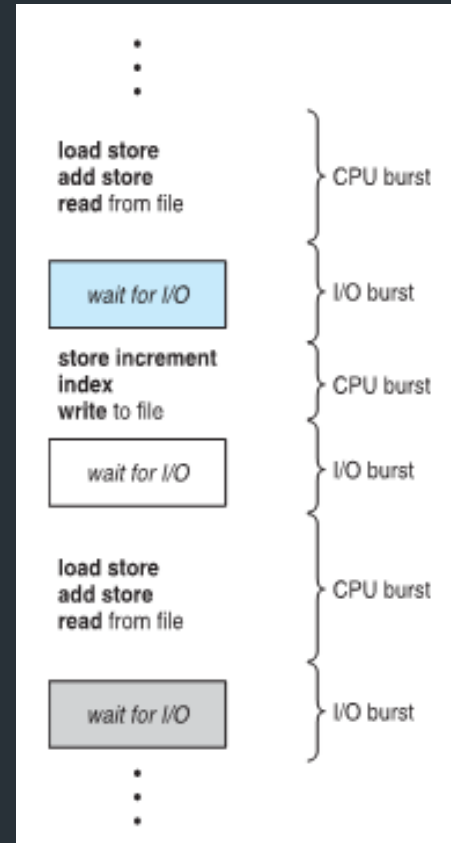 load store
add store
read from file
CPU burst
wait for I/O
I/O burst
store increment
index
write to file
CPU burst
wait for I/O
I/O burst
load store
add store
read from file
CPU burst
wait for I/O
I/O burst